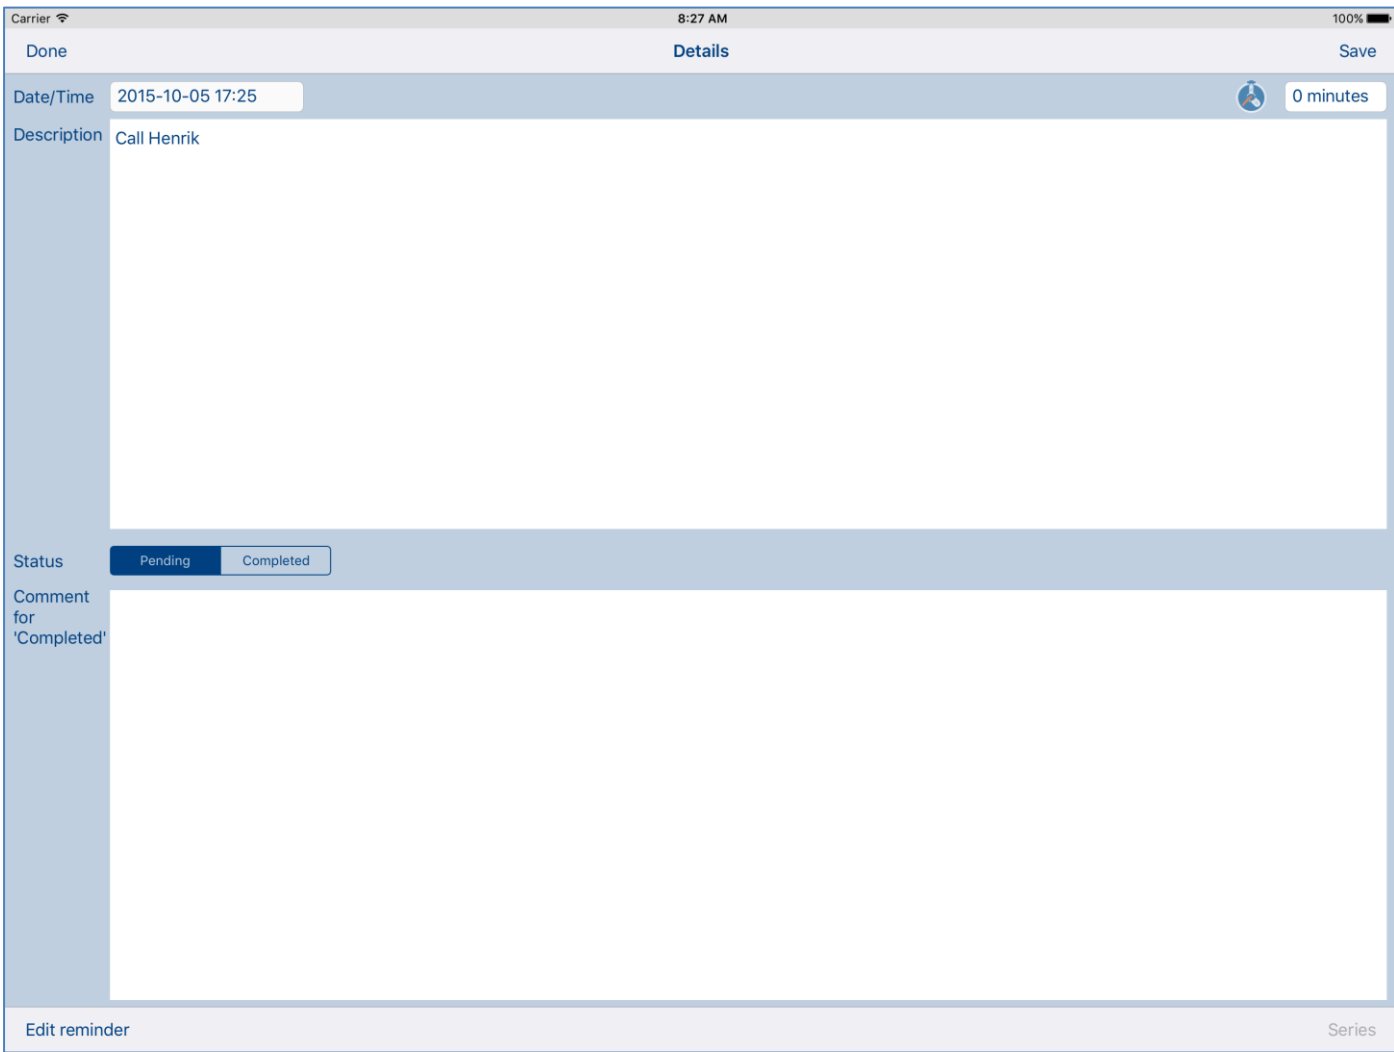 Carrier 8:27 AM 100%
Done Details Save
Date/Time 2015-10-05 17:25 0 minutes
Description Call Henrik
Status Pending Completed
Comment
for
'Completed'
Edit reminder Series